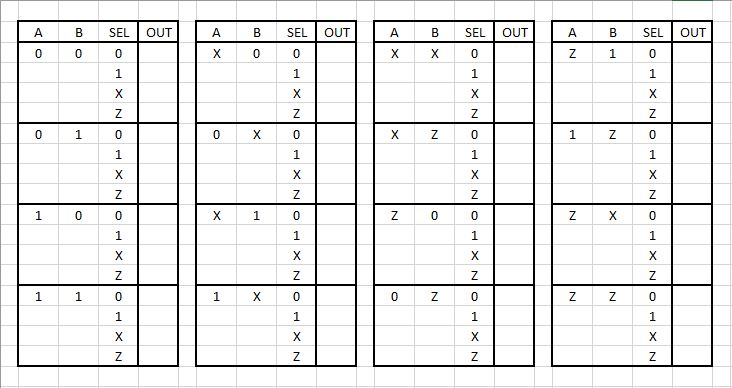 A B SEL OUT A B SEL OUT A B SEL OUT A B SEL OUT
0 0 0 X 0 0 X X 0 Z 1 0
1 1 1 1
X X X X
Z Z Z Z
0 1 0 0 X 0 X Z 0 1 Z 0
1 1 1 1
X X X X
Z Z Z Z
1 0 0 X 1 0 Z 0 0 Z X 0
1 1 1 1
X X X X
Z Z Z Z
1 1 0 1 X 0 0 Z 0 Z Z 0
1 1 1 1
X X X X
Z Z Z Z